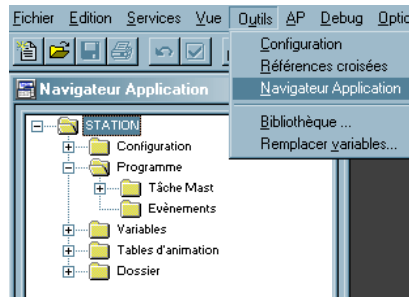 Fichier Edition Services Vue Outils AP Debug Optio
Configuration
Références croisées
Navigateur Application
Bibliothèque ...
Remplacer variables...
Navigateur Application
STATION
Configuration
Programme
Tâche Mast
Evènements
Variables
Tables d'animation
Dossier